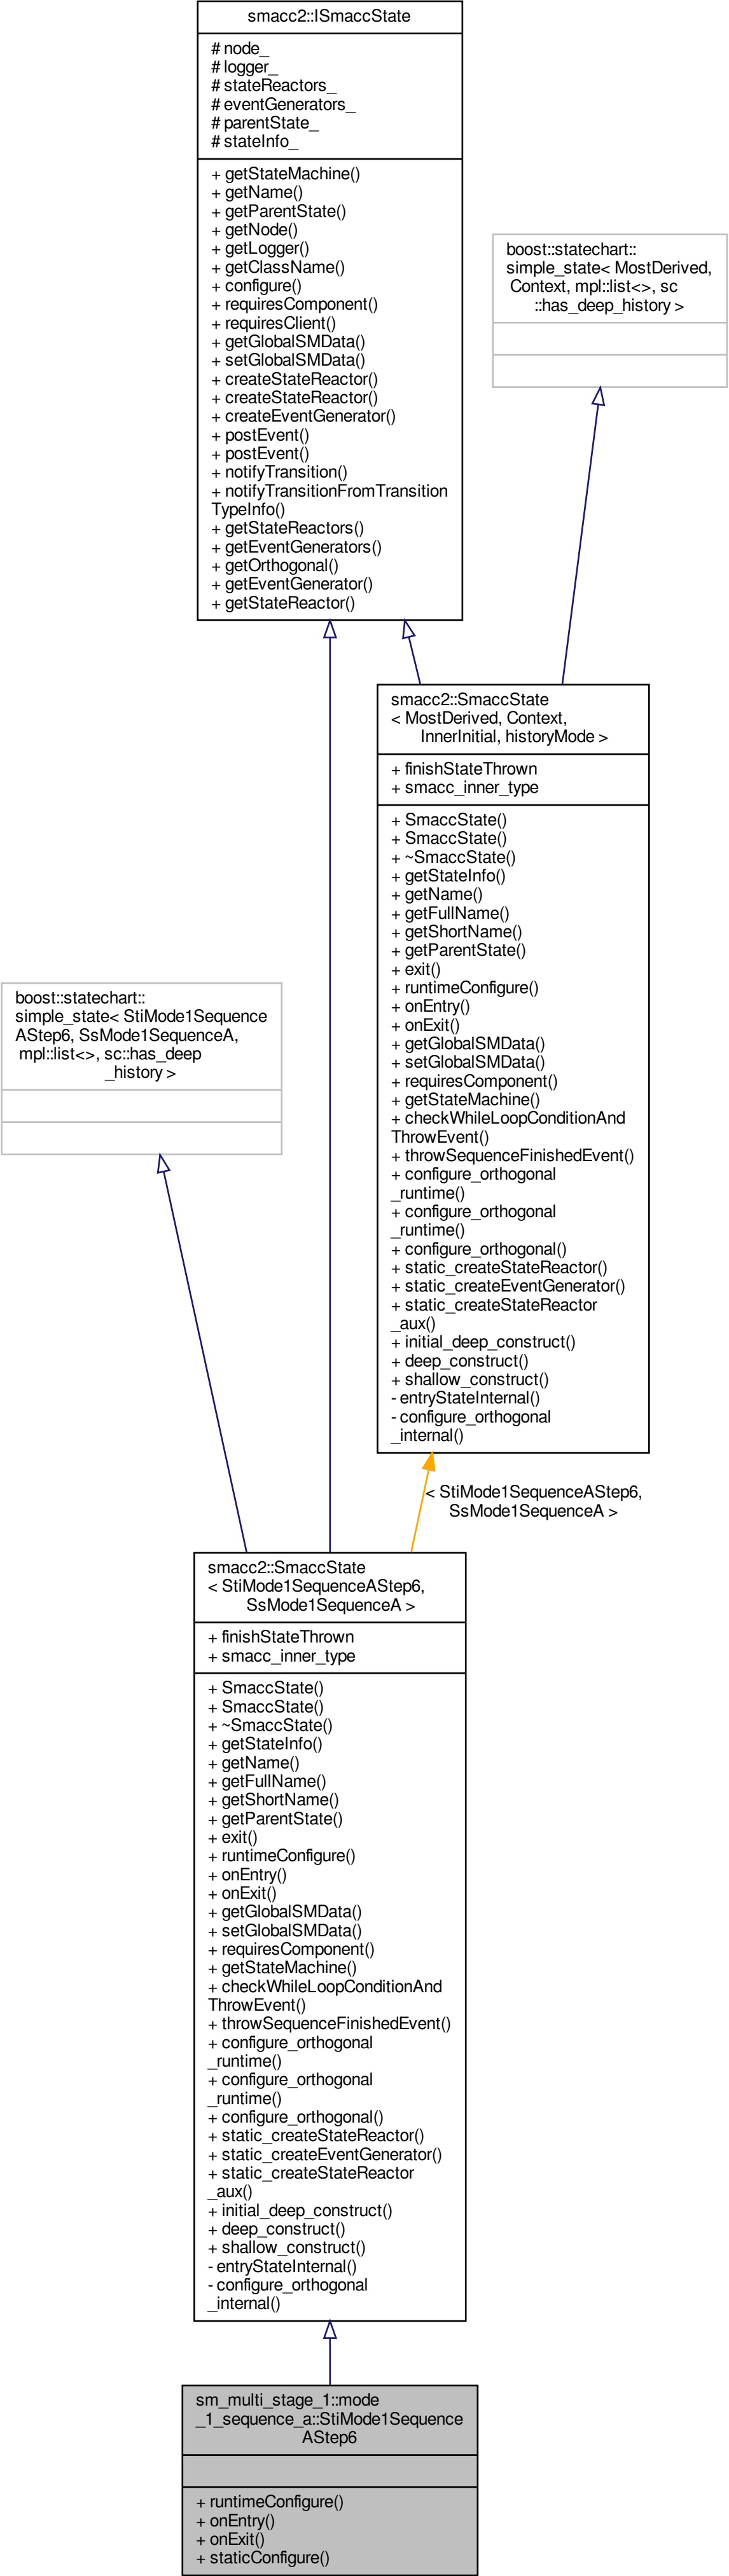 smacc2::ISmaccState
# node_
# logger_
# stateReactors_
# eventGenerators_
# parentState_
# stateInfo_
+ getStateMachine()
+ getName()
+ getParentState()
+ getNode()
+ getLogger()
+ getClassName()
+ configure()
+ requiresComponent()
+ requiresClient()
+ getGlobalSMData()
+ setGlobalSMData()
+ createStateReactor()
+ createStateReactor()
+ createEventGenerator()
+ postEvent()
+ postEvent()
+ notifyTransition()
+ notifyTransitionFromTransition
TypeInfo()
+ getStateReactors()
+ getEventGenerators()
+ getOrthogonal()
+ getEventGenerator()
+ getStateReactor()
boost::statechart::
simple_state< MostDerived,
Context, mpl::list<>, sc
::has_deep_history >
smacc2::SmaccState
< MostDerived, Context,
InnerInitial, historyMode >
+ finishStateThrown
+ smacc_inner_type
+ SmaccState()
+ SmaccState()
+ ~SmaccState()
+ getStateInfo()
+ getName()
+ getFullName()
+ getShortName()
+ getParentState()
+ exit()
+ runtimeConfigure()
+ onEntry()
+ onExit()
+ getGlobalSMData()
+ setGlobalSMData()
+ requiresComponent()
+ getStateMachine()
+ checkWhileLoopConditionAnd
ThrowEvent()
+ throwSequenceFinishedEvent()
+ configure_orthogonal
_runtime()
+ configure_orthogonal
_runtime()
+ configure_orthogonal()
+ static_createStateReactor()
+ static_createEventGenerator()
+ static_createStateReactor
_aux()
+ initial_deep_construct()
+ deep_construct()
+ shallow_construct()
- entryStateInternal()
- configure_orthogonal
_internal()
boost::statechart::
simple_state< StiMode1Sequence
AStep6, SsMode1SequenceA,
mpl::list<>, sc::has_deep
_history >
< StiMode1SequenceAStep6,
SsMode1SequenceA >
smacc2::SmaccState
< StiMode1SequenceAStep6,
SsMode1SequenceA >
+ finishStateThrown
+ smacc_inner_type
+ SmaccState()
+ SmaccState()
+ ~SmaccState()
+ getStateInfo()
+ getName()
+ getFullName()
+ getShortName()
+ getParentState()
+ exit()
+ runtimeConfigure()
+ onEntry()
+ onExit()
+ getGlobalSMData()
+ setGlobalSMData()
+ requiresComponent()
+ getStateMachine()
+ checkWhileLoopConditionAnd
ThrowEvent()
+ throwSequenceFinishedEvent()
+ configure_orthogonal
_runtime()
+ configure_orthogonal
_runtime()
+ configure_orthogonal()
+ static_createStateReactor()
+ static_createEventGenerator()
+ static_createStateReactor
_aux()
+ initial_deep_construct()
+ deep_construct()
+ shallow_construct()
- entryStateInternal()
- configure_orthogonal
_internal()
sm_multi_stage_1::mode
_1_sequence_a::StiMode1Sequence
AStep6
+ runtimeConfigure()
+ onEntry()
+ onExit()
+ staticConfigure()